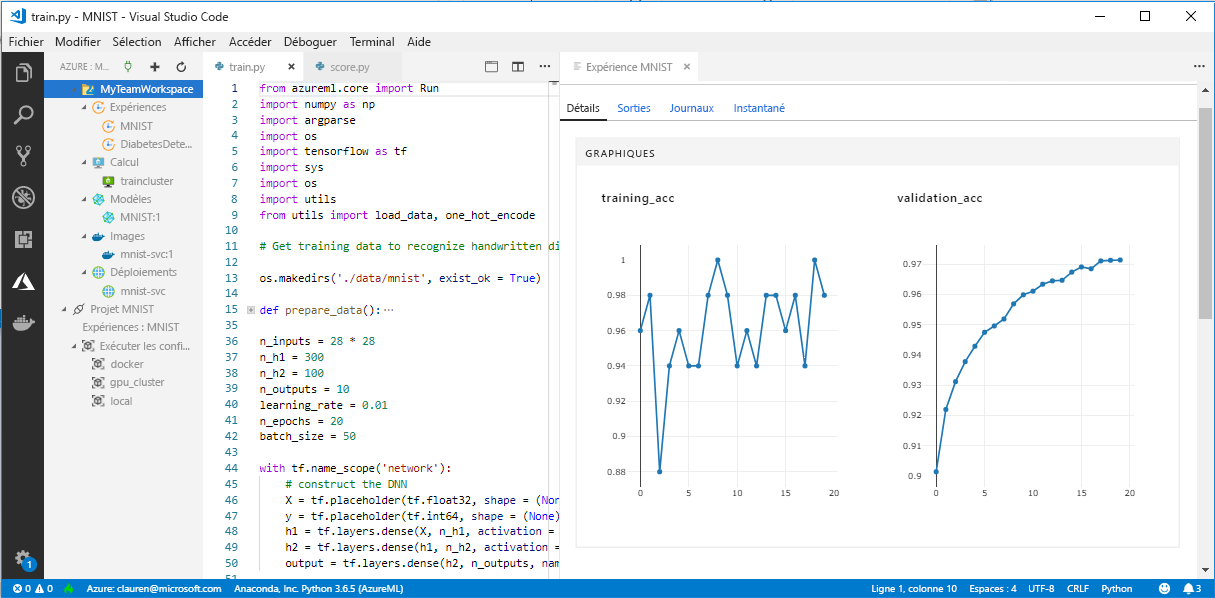 train.py - MNIST - Visual Studio Code
Fichier Modifier Sélection Afficher Accéder Déboguer Terminal Aide
AZURE : M...
MyTeamWorkspace
Expériences
MNIST
DiabetesDete...
Calcul
traincluster
Modèles
MNIST:1
Images
mnist-svc:1
Déploiements
mnist-svc
Projet MNIST
Expériences : MNIST
Exécuter les confi...
docker
gpu_cluster
local
train.py score.py
1 from azureml.core import Run
2 import numpy as np
3 import argparse
4 import os
5 import tensorflow as tf
6 import sys
7 import os
8 import utils
9 from utils import load_data, one_hot_encode
10
11 # Get training data to recognize handwritten di
12
13 os.makedirs('./data/mnist', exist_ok = True)
14
15 def prepare_data():...
35
36 n_inputs = 28 * 28
37 n_h1 = 300
38 n_h2 = 100
39 n_outputs = 10
40 learning_rate = 0.01
41 n_epochs = 20
42 batch_size = 50
43
44 with tf.name_scope('network'):
45 # construct the DNN
46 X = tf.placeholder(tf.float32, shape = (Non
47 y = tf.placeholder(tf.int64, shape = (None)
48 h1 = tf.layers.dense(X, n_h1, activation =
49 h2 = tf.layers.dense(h1, n_h2, activation =
50 output = tf.layers.dense(h2, n_outputs, nam
Expérience MNIST
Détails Sorties Journaux Instantané
GRAPHIQUES
training_acc
1
0.98
0.96
0.94
0.92
0.9
0.88
0 5 10 15 20
validation_acc
0.97
0.96
0.95
0.94
0.93
0.92
0.91
0.9
0 5 10 15 20
1
0 0 Azure: clauren@microsoft.com Anaconda, Inc. Python 3.6.5 (AzureML) Ligne 1, colonne 10 Espaces : 4 UTF-8 CRLF Python 3